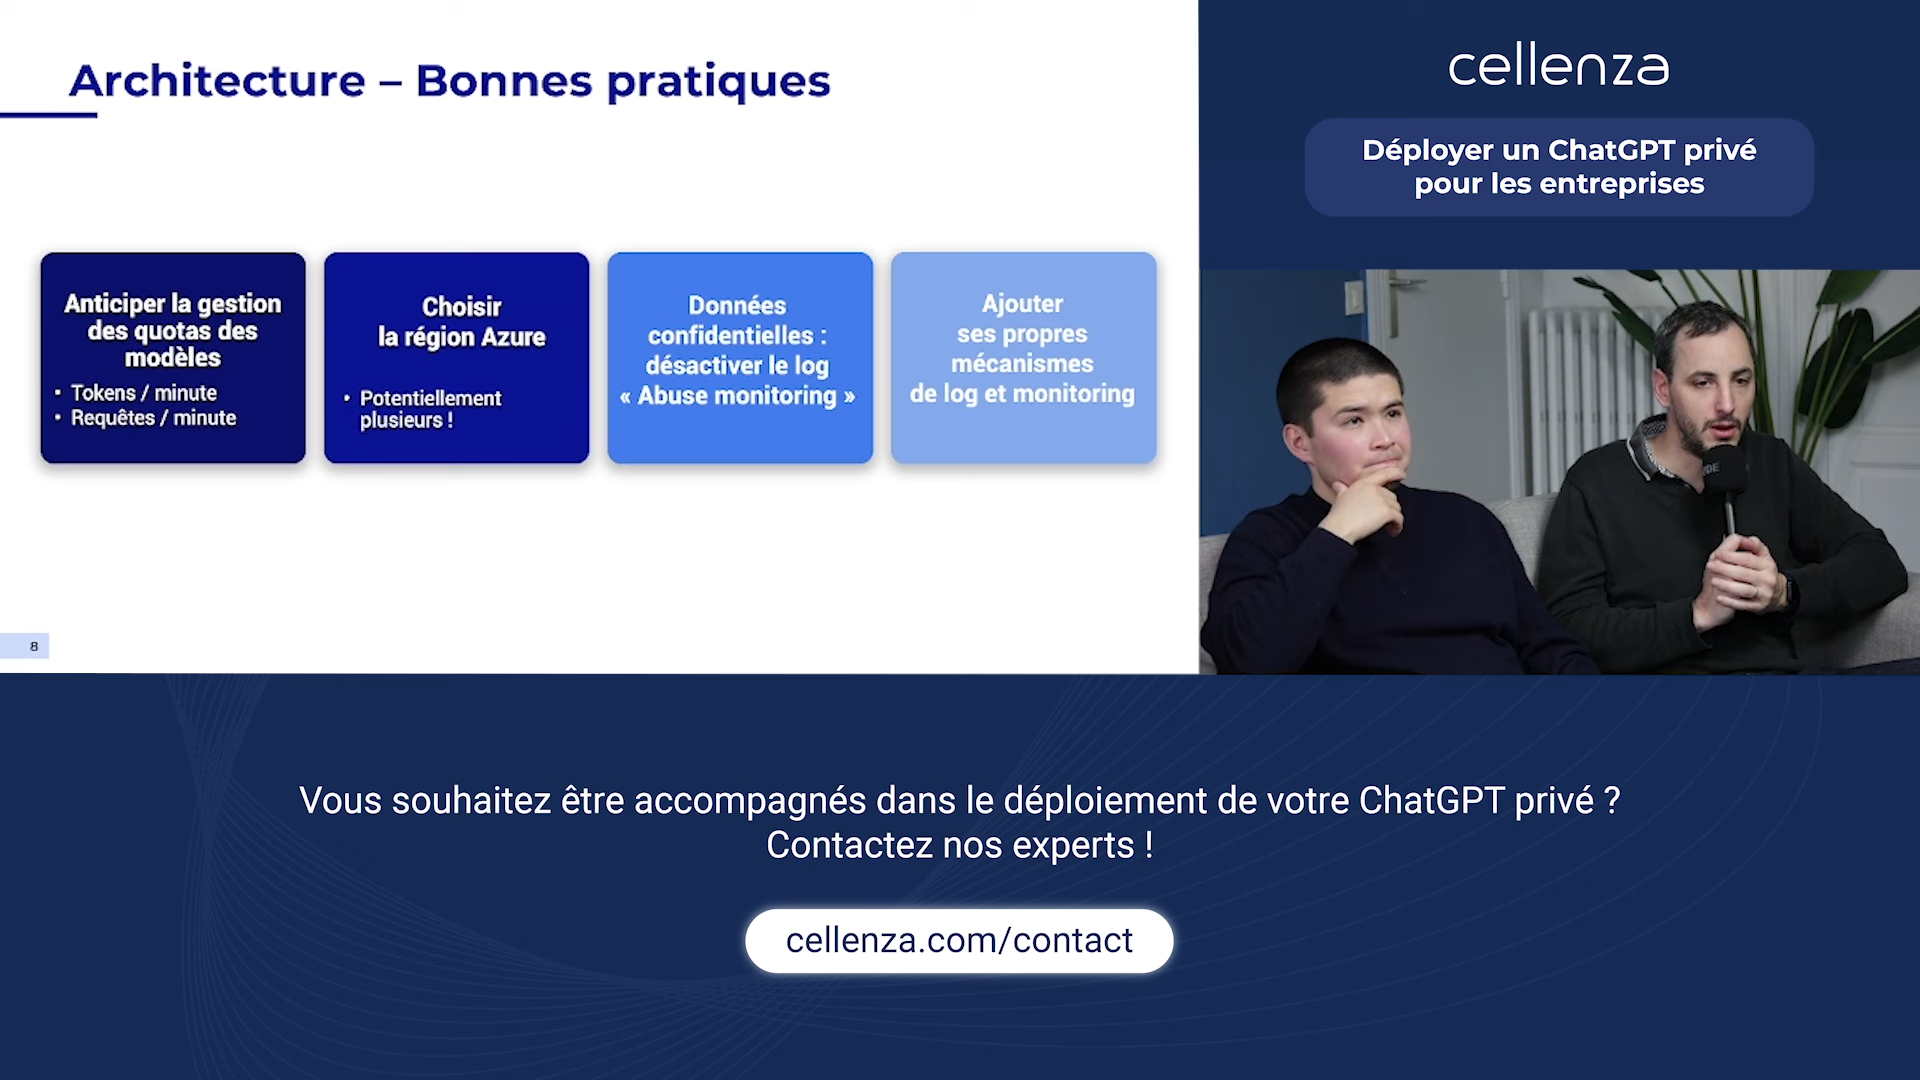 Architecture – Bonnes pratiques
Anticiper la gestion
des quotas des
modèles
• Tokens / minute
• Requêtes / minute
Choisir
la région Azure
• Potentiellement
plusieurs !
Données
confidentielles :
désactiver le log
« Abuse monitoring »
Ajouter
ses propres
mécanismes
de log et monitoring
8
cellenza
Déployer un ChatGPT privé
pour les entreprises
Vous souhaitez être accompagnés dans le déploiement de votre ChatGPT privé ?
Contactez nos experts !
cellenza.com/contact